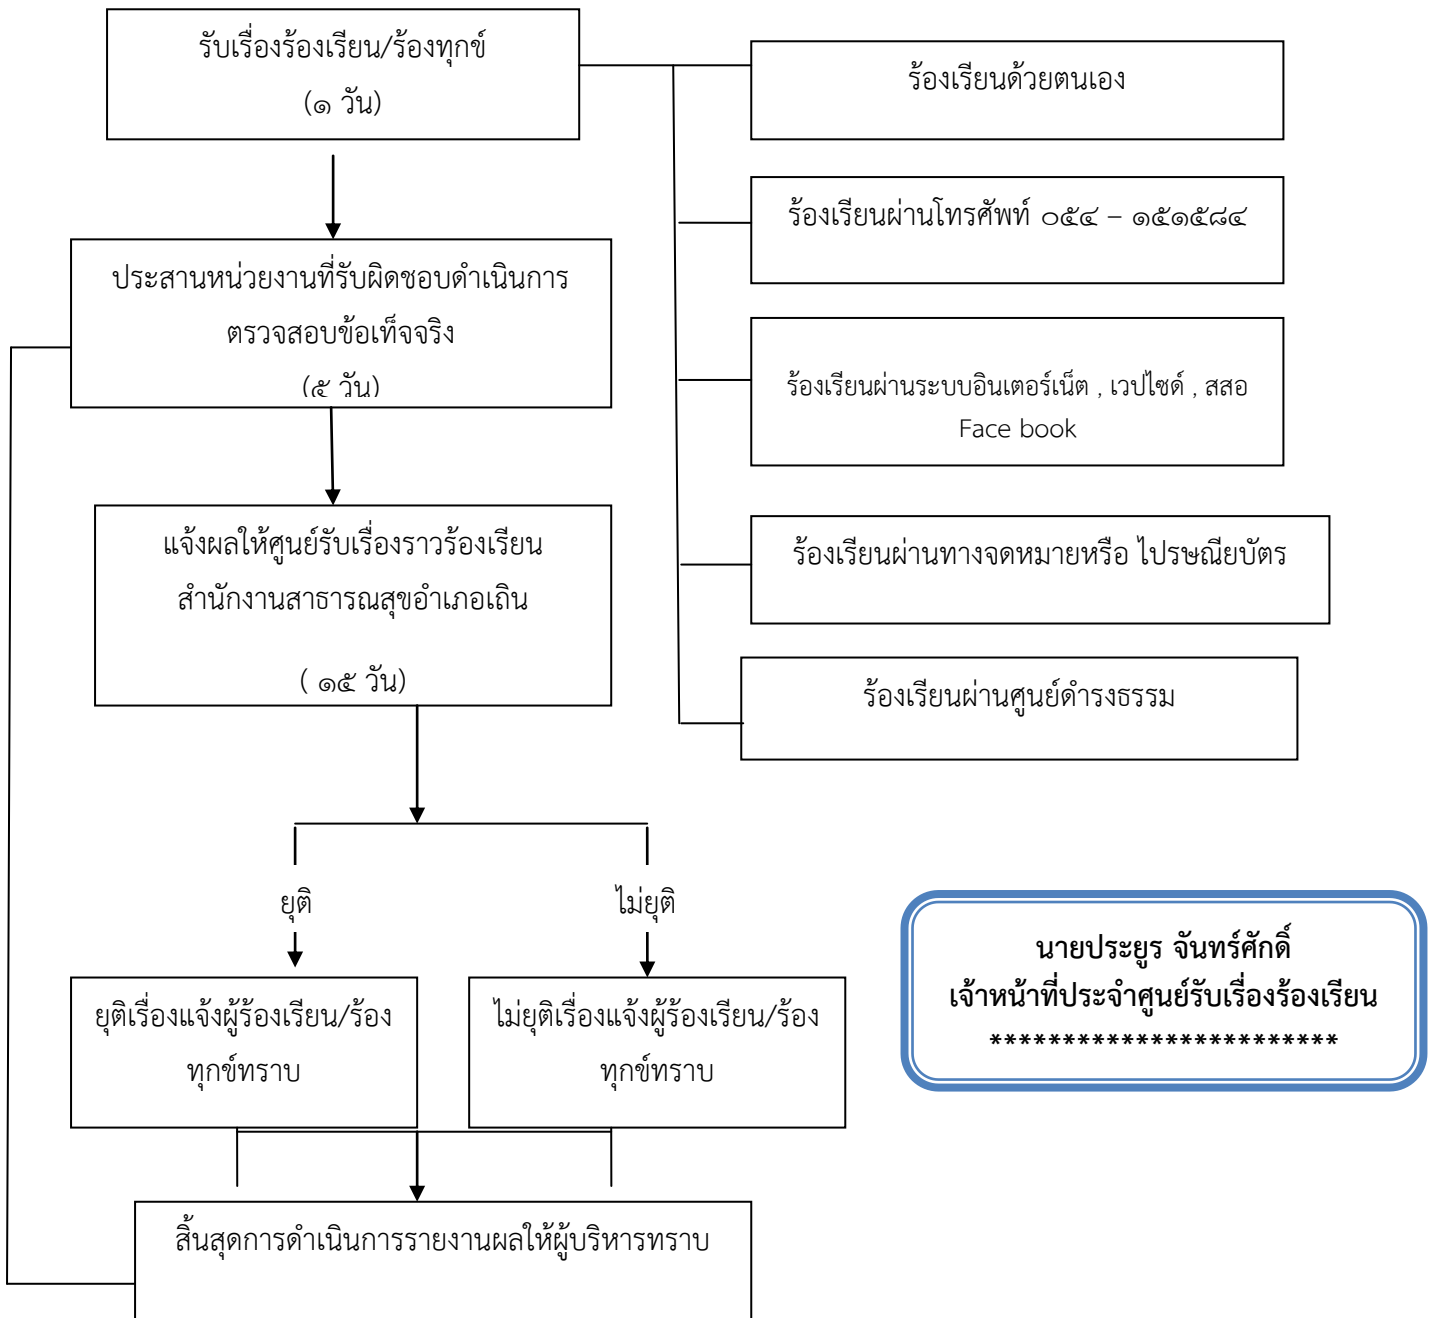 รับเรื่องร้องเรียน/ร้องทุกข์
(๑ วัน)
ร้องเรียนด้วยตนเอง
ร้องเรียนผ่านโทรศัพท์ ๐๕๔ – ๑๕๑๕๘๔
ประสานหน่วยงานที่รับผิดชอบดำเนินการ
ตรวจสอบข้อเท็จจริง
(๕ วัน)
ร้องเรียนผ่านระบบอินเตอร์เน็ต , เวปไซด์ , สสอ
Face book
แจ้งผลให้ศูนย์รับเรื่องราวร้องเรียน
สำนักงานสาธารณสุขอำเภอเถิน
( ๑๕ วัน)
ร้องเรียนผ่านทางจดหมายหรือ ไปรษณียบัตร
ร้องเรียนผ่านศูนย์ดำรงธรรม
ยุติ
ไม่ยุติ
ยุติเรื่องแจ้งผู้ร้องเรียน/ร้อง
ทุกข์ทราบ
ไม่ยุติเรื่องแจ้งผู้ร้องเรียน/ร้อง
ทุกข์ทราบ
นายประยูร จันทร์ศักดิ์
เจ้าหน้าที่ประจำศูนย์รับเรื่องร้องเรียน
************************
สิ้นสุดการดำเนินการรายงานผลให้ผู้บริหารทราบ